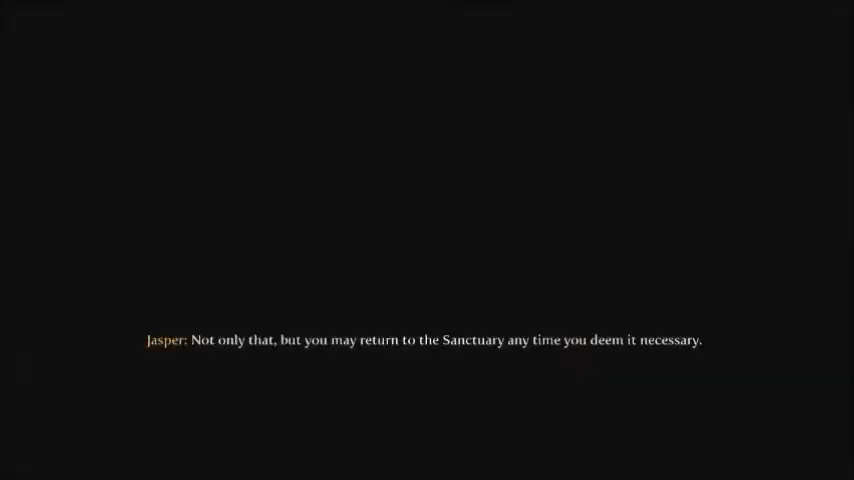 Jasper: Not only that, but you may return to the Sanctuary any time you deem it necessary.